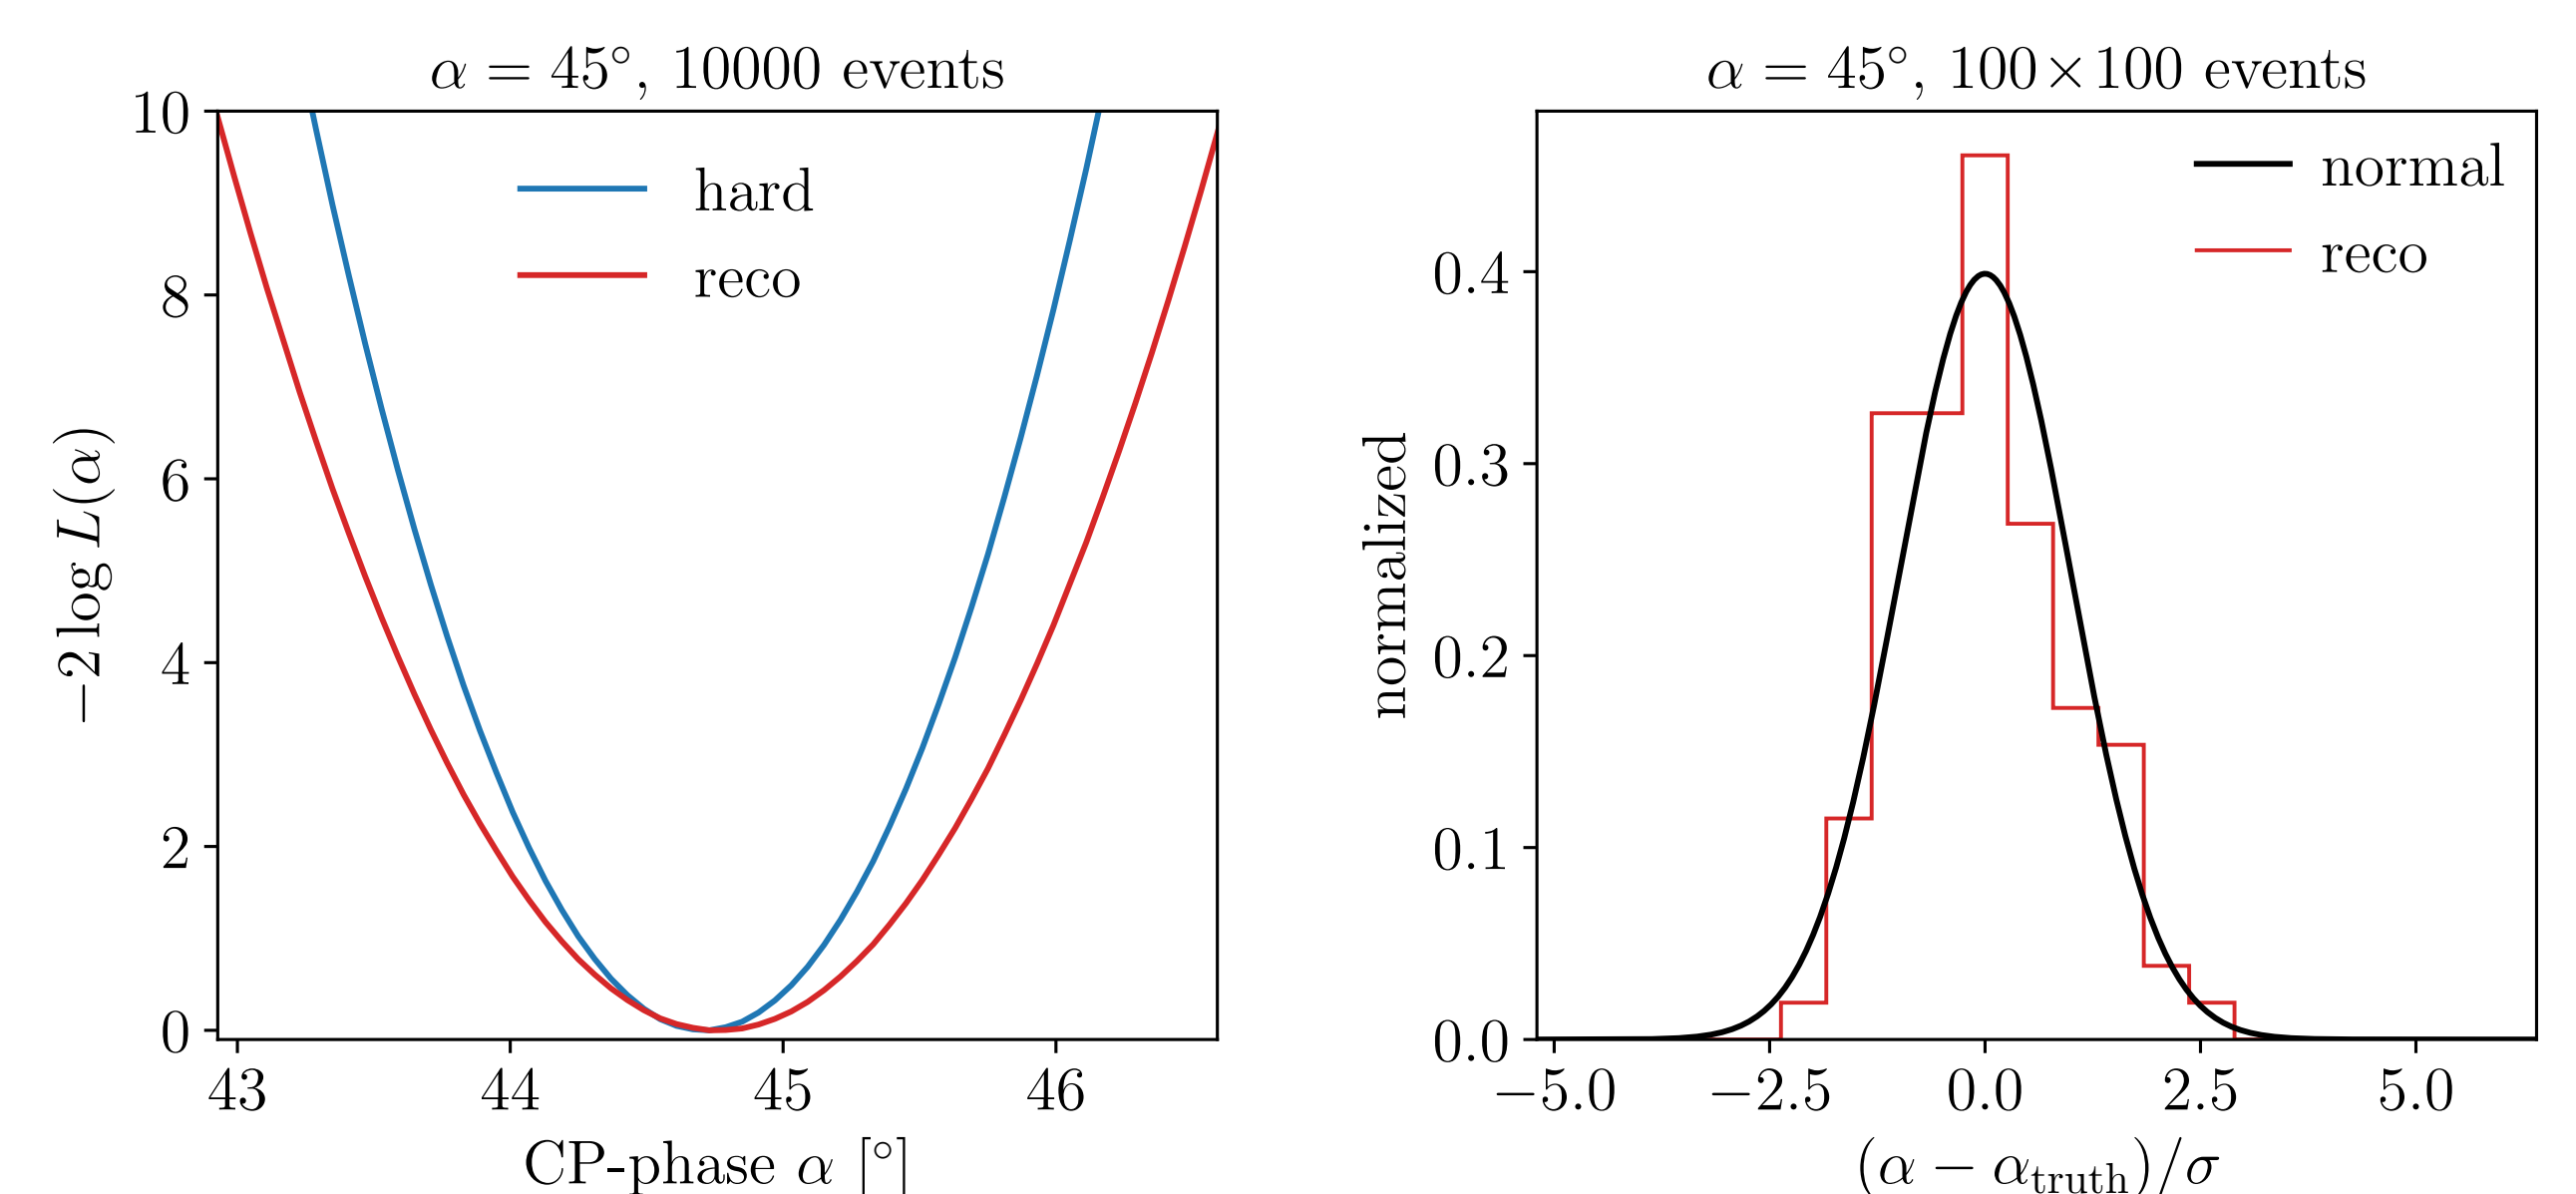 α = 45°, 10000 events
10
8
6
4
2
0
−2 log L(α)
hard
reco
43 44 45 46
CP-phase α [°]
α = 45°, 100×100 events
0.4
0.3
0.2
0.1
0.0
normalized
normal
reco
−5.0 −2.5 0.0 2.5 5.0
(α − α_truth)/σ